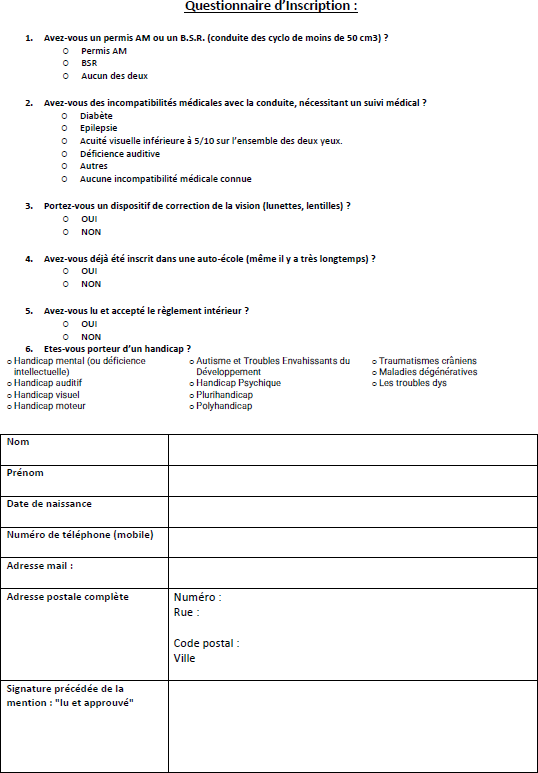 Questionnaire d'Inscription :
1. Avez-vous un permis AM ou un B.S.R. (conduite des cyclo de moins de 50 cm3) ?
o Permis AM
o BSR
o Aucun des deux
2. Avez-vous des incompatibilités médicales avec la conduite, nécessitant un suivi médical ?
o Diabète
o Epilepsie
o Acuité visuelle inférieure à 5/10 sur l'ensemble des deux yeux.
o Déficience auditive
o Autres
o Aucune incompatibilité médicale connue
3. Portez-vous un dispositif de correction de la vision (lunettes, lentilles) ?
o OUI
o NON
4. Avez-vous déjà été inscrit dans une auto-école (même il y a très longtemps) ?
o OUI
o NON
5. Avez-vous lu et accepté le règlement intérieur ?
o OUI
o NON
6. Etes-vous porteur d'un handicap ?
o Handicap mental (ou déficience
intellectuelle)
o Handicap auditif
o Handicap visuel
o Handicap moteur
o Autisme et Troubles Envahissants du
Développement
o Handicap Psychique
o Plurihandicap
o Polyhandicap
o Traumatismes crâniens
o Maladies dégénératives
o Les troubles dys
Nom
Prénom
Date de naissance
Numéro de téléphone (mobile)
Adresse mail :
Adresse postale complète
Numéro :
Rue :
Code postal :
Ville
Signature précédée de la
mention : "lu et approuvé"